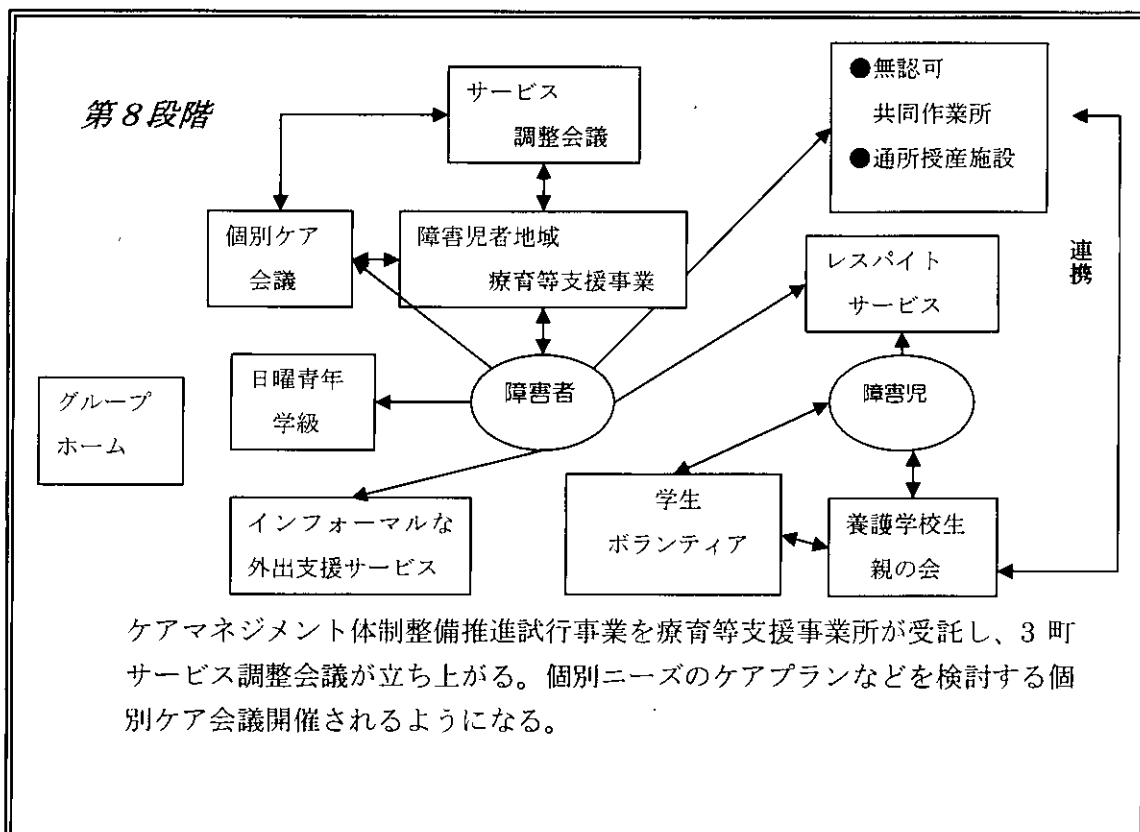 第８段階
サービス
調整会議
●無認可
共同作業所
●通所授産施設
個別ケア
会議
障害児者地域
療育等支援事業
レスパイト
サービス
連携
グループ
ホーム
日曜青年
学級
障害者
障害児
インフォーマルな
外出支援サービス
学生
ボランティア
養護学校生
親の会
ケアマネジメント体制整備推進試行事業を療育等支援事業所が受託し、3 町
サービス調整会議が立ち上がる。個別ニーズのケアプランなどを検討する個
別ケア会議開催されるようになる。